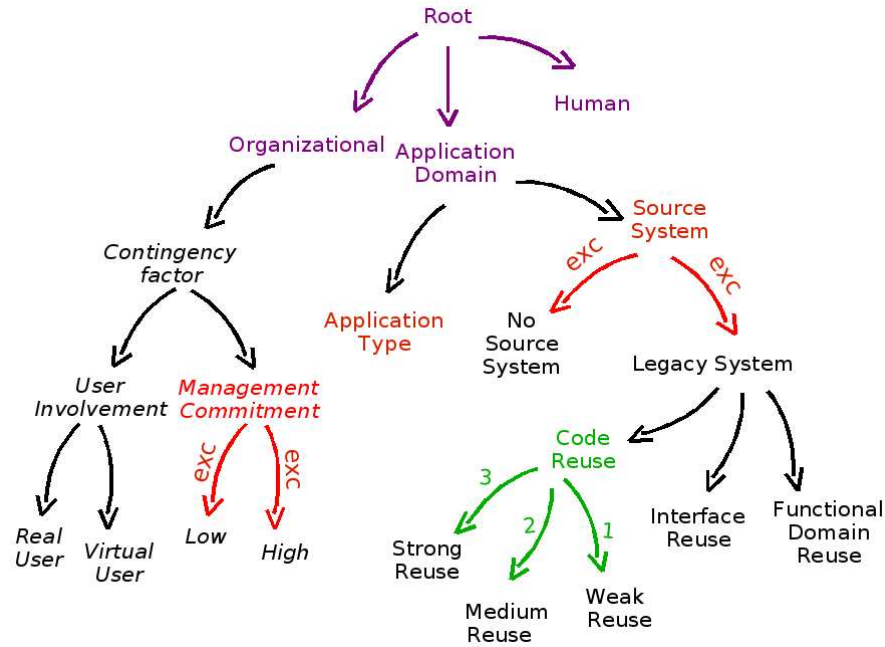 Root
Human
Organizational
Application
Domain
Source
System
Contingency
factor
exc
exc
Application
Type
No
Source
System
Legacy System
User
Involvement
Management
Commitment
Code
Reuse
exc
exc
3
2
1
Real
User
Virtual
User
Low
High
Strong
Reuse
Medium
Reuse
Weak
Reuse
Interface
Reuse
Functional
Domain
Reuse